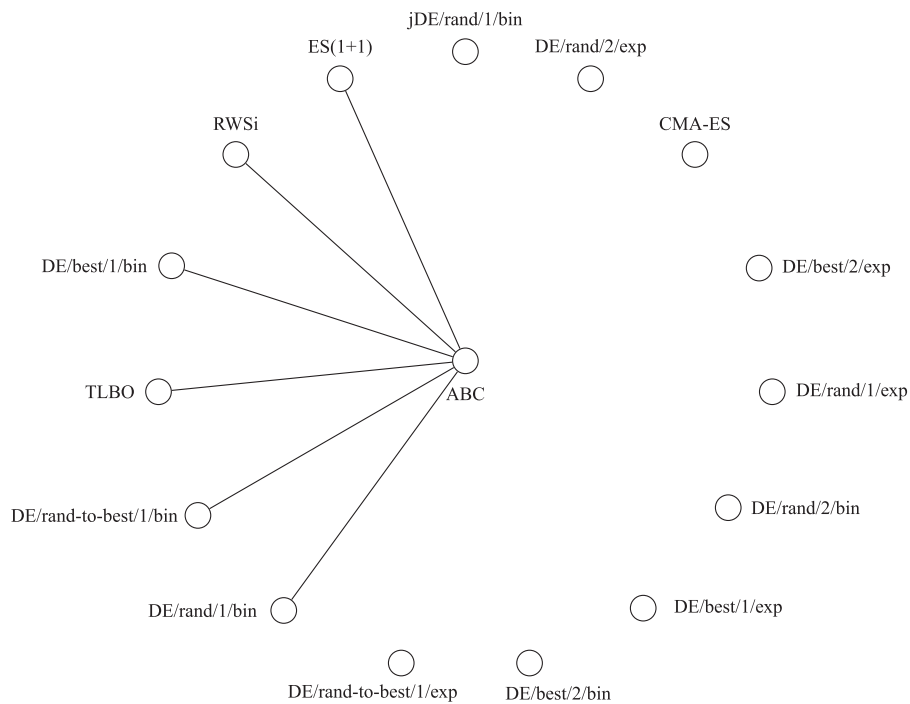 jDE/rand/1/bin
ES(1+1)
DE/rand/2/exp
RWSi
CMA-ES
DE/best/1/bin
DE/best/2/exp
TLBO
ABC
DE/rand/1/exp
DE/rand-to-best/1/bin
DE/rand/2/bin
DE/rand/1/bin
DE/best/1/exp
DE/rand-to-best/1/exp
DE/best/2/bin